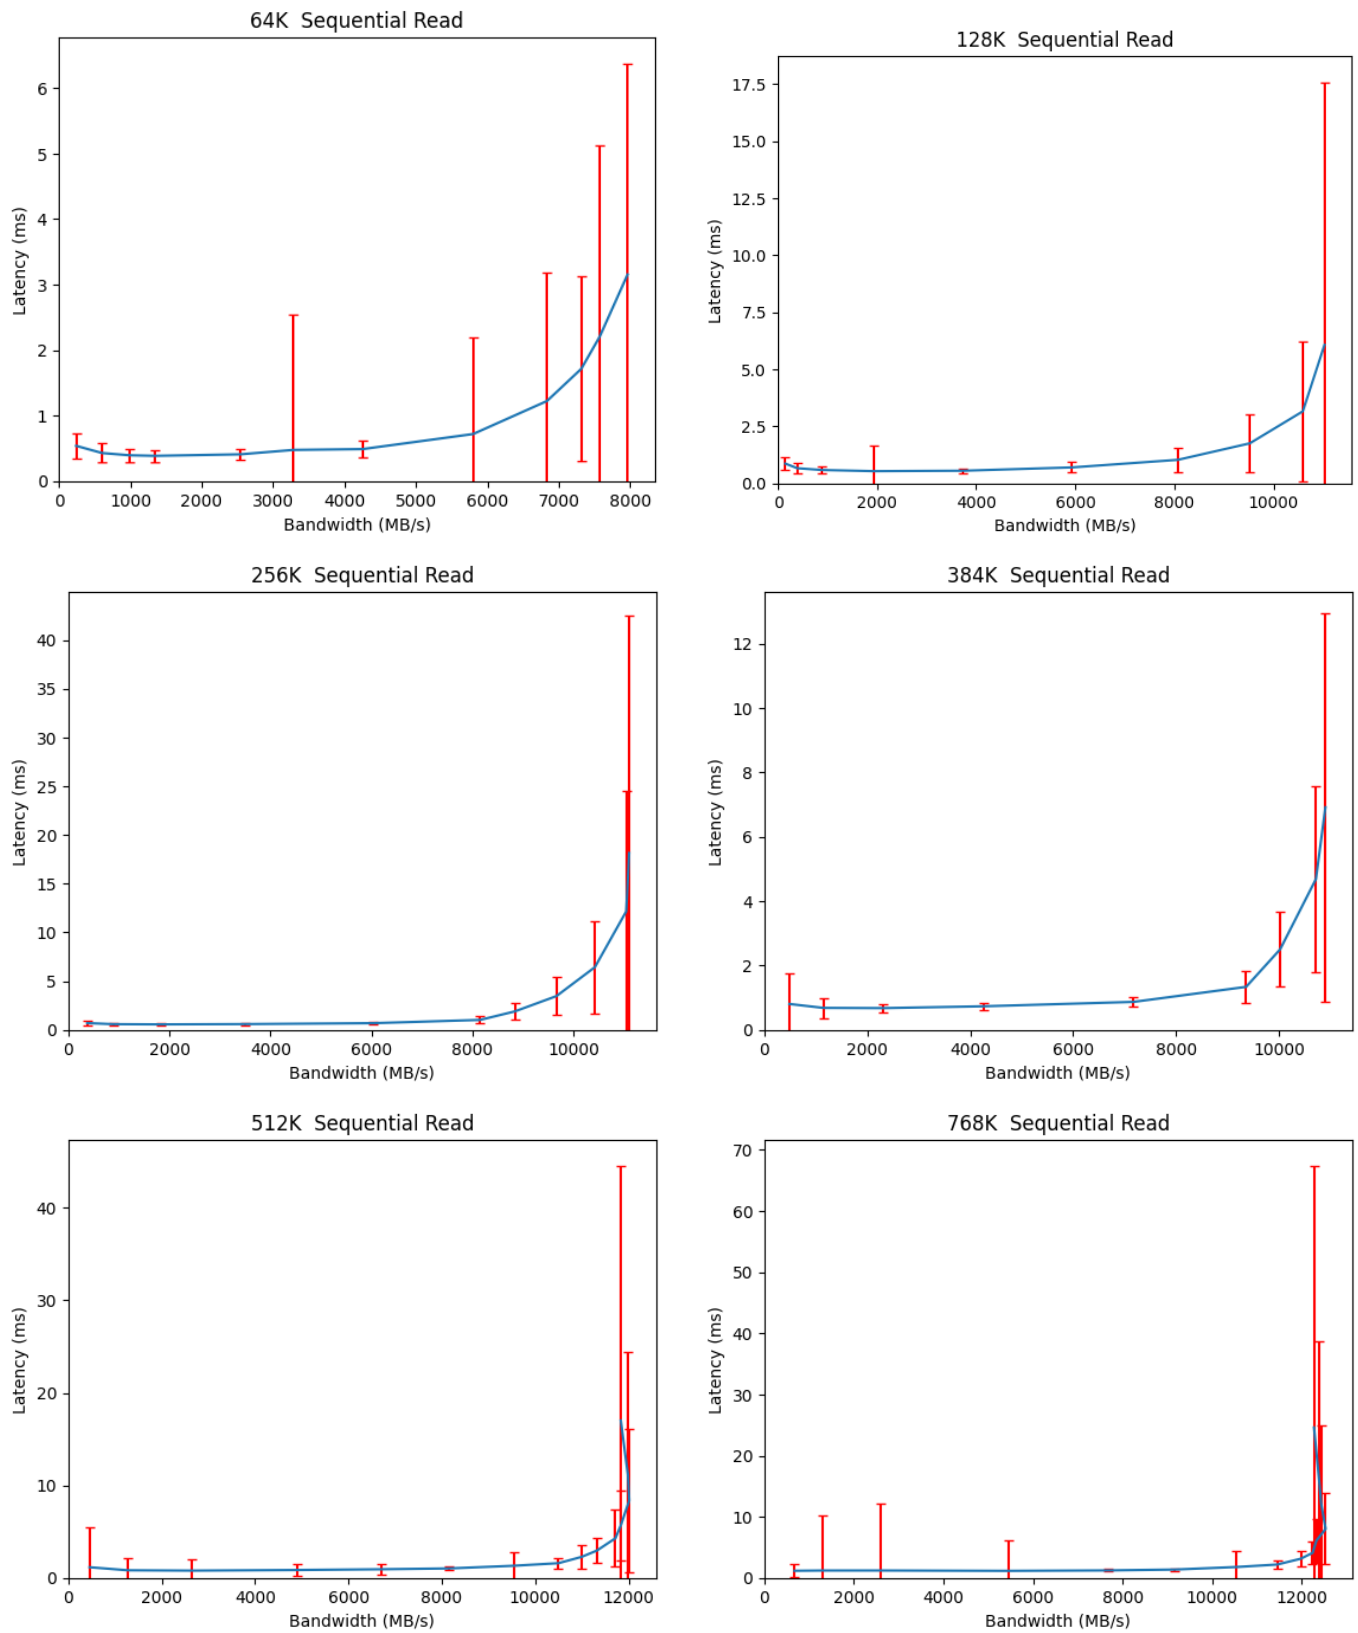 64K  Sequential Read
6
5
4
3
2
1
0
Latency (ms)
0 1000 2000 3000 4000 5000 6000 7000 8000
Bandwidth (MB/s)
128K  Sequential Read
17.5
15.0
12.5
10.0
7.5
5.0
2.5
0.0
Latency (ms)
0 2000 4000 6000 8000 10000
Bandwidth (MB/s)
256K  Sequential Read
40
35
30
25
20
15
10
5
0
Latency (ms)
0 2000 4000 6000 8000 10000
Bandwidth (MB/s)
384K  Sequential Read
12
10
8
6
4
2
0
Latency (ms)
0 2000 4000 6000 8000 10000
Bandwidth (MB/s)
512K  Sequential Read
40
30
20
10
0
Latency (ms)
0 2000 4000 6000 8000 10000 12000
Bandwidth (MB/s)
768K  Sequential Read
70
60
50
40
30
20
10
0
Latency (ms)
0 2000 4000 6000 8000 10000 12000
Bandwidth (MB/s)